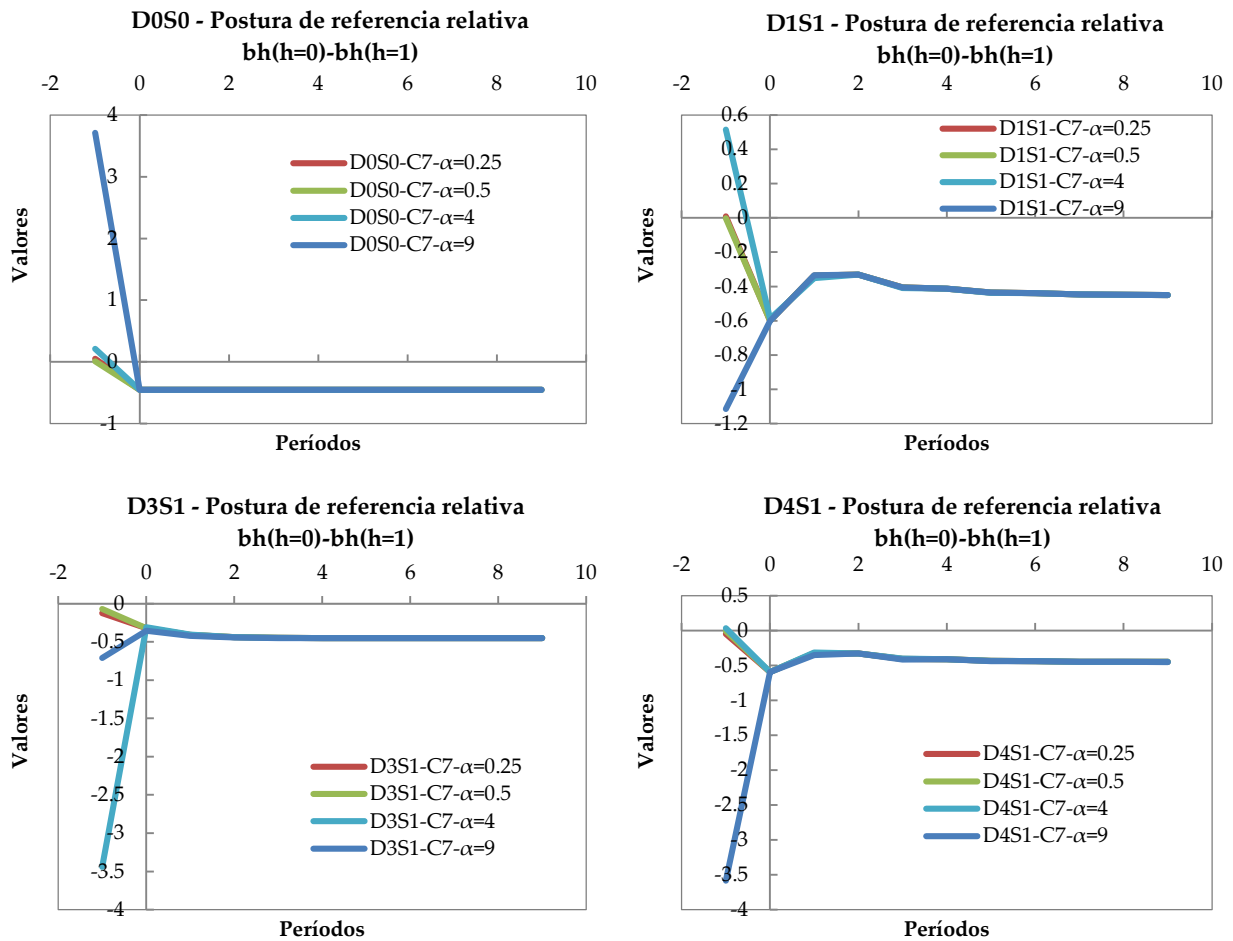 D0S0 - Postura de referencia relativa
bh(h=0)-bh(h=1)
-2 0 2 4 6 8 10
4
3
2
1
0
-1
Valores
D0S0-C7-α=0.25
D0S0-C7-α=0.5
D0S0-C7-α=4
D0S0-C7-α=9
Períodos
D1S1 - Postura de referencia relativa
bh(h=0)-bh(h=1)
-2 0 2 4 6 8 10
0.6
0.4
0.2
0
-0.2
-0.4
-0.6
-0.8
-1
-1.2
Valores
D1S1-C7-α=0.25
D1S1-C7-α=0.5
D1S1-C7-α=4
D1S1-C7-α=9
Períodos
D3S1 - Postura de referencia relativa
bh(h=0)-bh(h=1)
-2 0 2 4 6 8 10
0
-0.5
-1
-1.5
-2
-2.5
-3
-3.5
-4
Valores
D3S1-C7-α=0.25
D3S1-C7-α=0.5
D3S1-C7-α=4
D3S1-C7-α=9
Períodos
D4S1 - Postura de referencia relativa
bh(h=0)-bh(h=1)
-2 0 2 4 6 8 10
0.5
0
-0.5
-1
-1.5
-2
-2.5
-3
-3.5
-4
Valores
D4S1-C7-α=0.25
D4S1-C7-α=0.5
D4S1-C7-α=4
D4S1-C7-α=9
Períodos